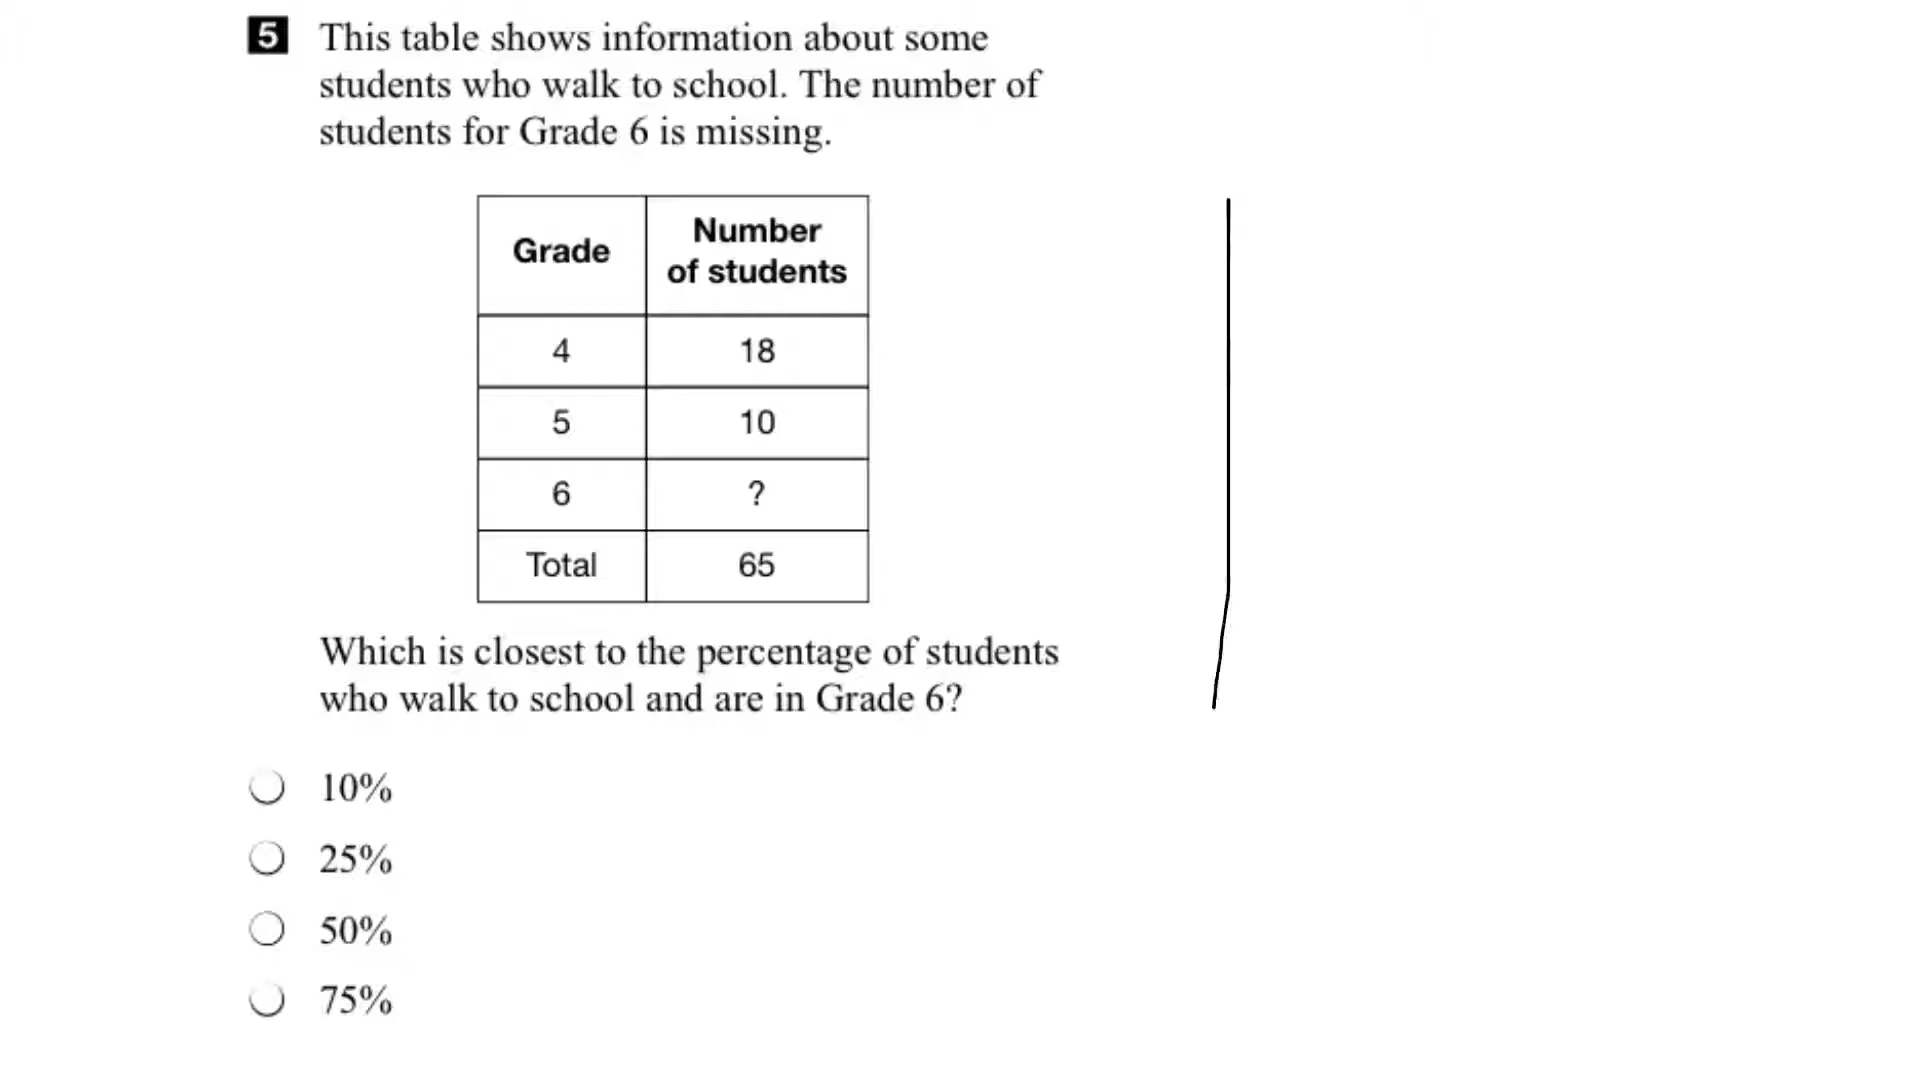 5 This table shows information about some
students who walk to school. The number of
students for Grade 6 is missing.
Grade Number of students
4 18
5 10
6 ?
Total 65
Which is closest to the percentage of students
who walk to school and are in Grade 6?
10%
25%
50%
75%